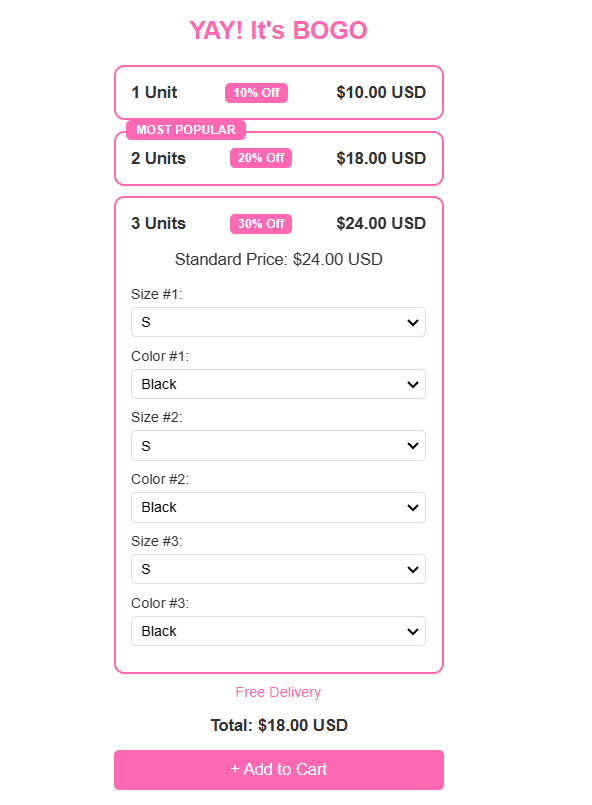 YAY! It's BOGO
1 Unit 10% Off $10.00 USD
MOST POPULAR
2 Units 20% Off $18.00 USD
3 Units 30% Off $24.00 USD
Standard Price: $24.00 USD
Size #1:
S
Color #1:
Black
Size #2:
S
Color #2:
Black
Size #3:
S
Color #3:
Black
Free Delivery
Total: $18.00 USD
+ Add to Cart